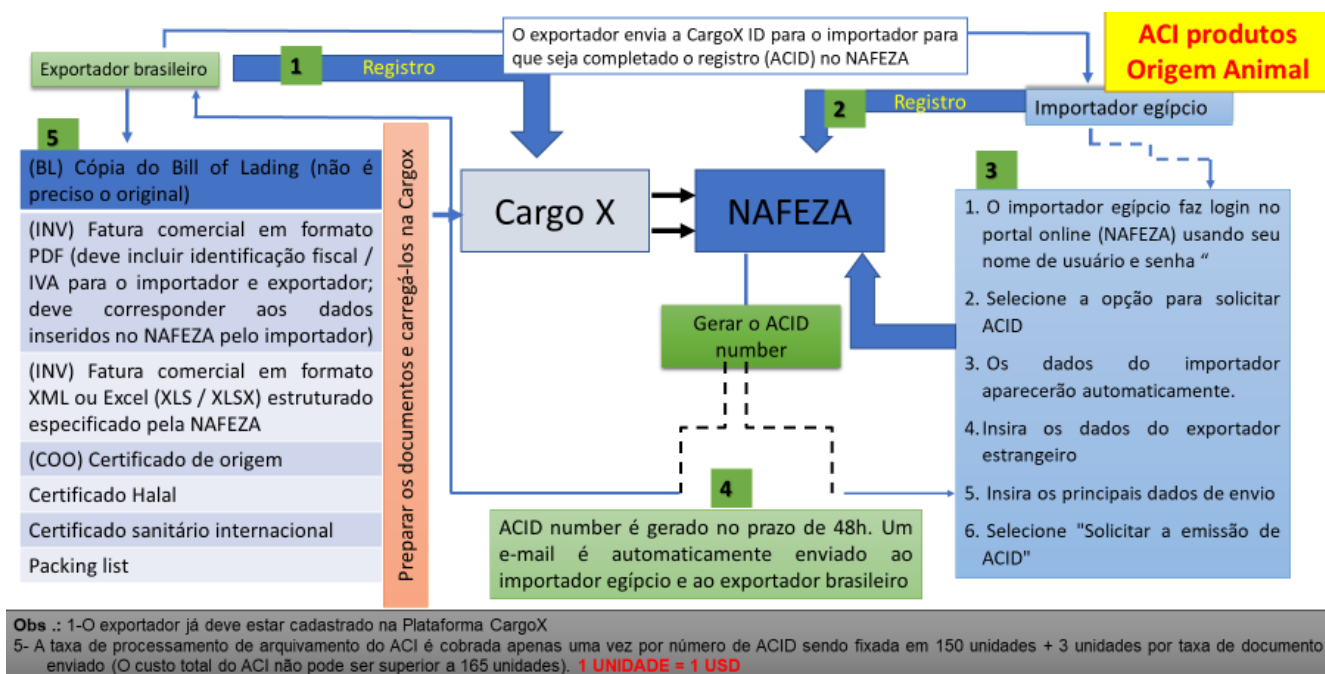 O exportador envia a CargoX ID para o importador para
que seja completado o registro (ACID) no NAFEZA
ACI produtos
Origem Animal
Exportador brasileiro
1
Registro
2
Registro
Importador egípcio
5
(BL) Cópia do Bill of Lading (não é
preciso o original)
(INV) Fatura comercial em formato
PDF (deve incluir identificação fiscal /
IVA para o importador e exportador;
deve corresponder aos dados
inseridos no NAFEZA pelo importador)
(INV) Fatura comercial em formato
XML ou Excel (XLS / XLSX) estruturado
especificado pela NAFEZA
(COO) Certificado de origem
Certificado Halal
Certificado sanitário internacional
Packing list
Preparar os documentos e carregá-los na Cargox
Cargo X
NAFEZA
Gerar o ACID
number
3
1. O importador egípcio faz login no
portal online (NAFEZA) usando seu
nome de usuário e senha “
2. Selecione a opção para solicitar
ACID
3. Os dados do importador
aparecerão automaticamente.
4. Insira os dados do exportador
estrangeiro
5. Insira os principais dados de envio
6. Selecione "Solicitar a emissão de
ACID"
4
ACID number é gerado no prazo de 48h. Um
e-mail é automaticamente enviado ao
importador egípcio e ao exportador brasileiro
Obs .: 1-O exportador já deve estar cadastrado na Plataforma CargoX
5- A taxa de processamento de arquivamento do ACI é cobrada apenas uma vez por número de ACID sendo fixada em 150 unidades + 3 unidades por taxa de documento
enviado (O custo total do ACI não pode ser superior a 165 unidades). 1 UNIDADE = 1 USD